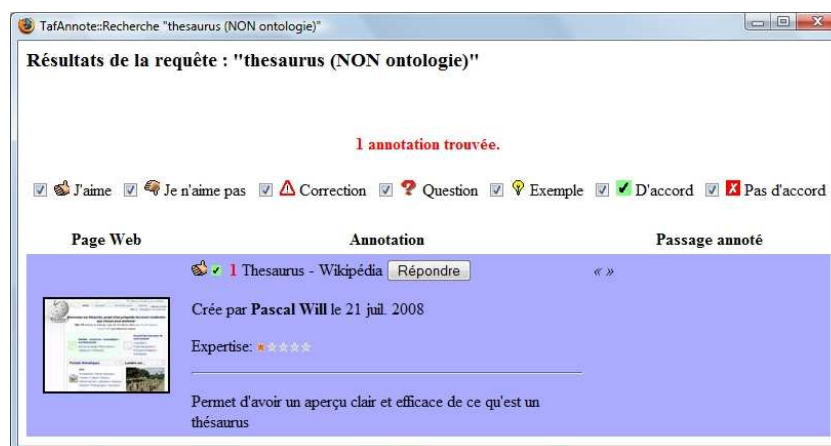 TafAnnote::Recherche "thesaurus (NON ontologie)"
Résultats de la requête : "thesaurus (NON ontologie)"
1 annotation trouvée.
J'aime Je n'aime pas Correction Question Exemple D'accord Pas d'accord
Page Web Annotation Passage annoté
1 Thesaurus - Wikipédia Répondre « »
Crée par Pascal Will le 21 juil. 2008
Expertise:
Permet d'avoir un aperçu clair et efficace de ce qu'est un
thésaurus